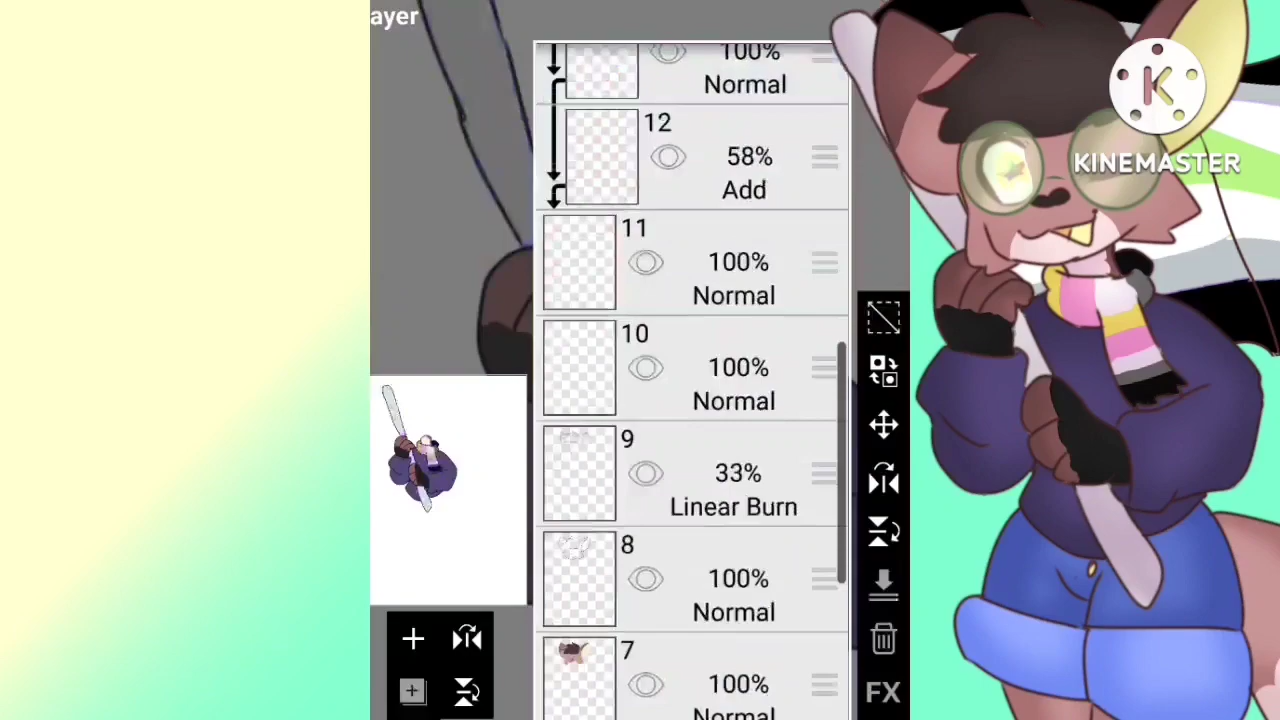 ayer
100%
Normal
12
58%
Add
11
100%
Normal
10
100%
Normal
9
33%
Linear Burn
8
100%
Normal
7
100%
Normal
FX
K
KINEMASTER